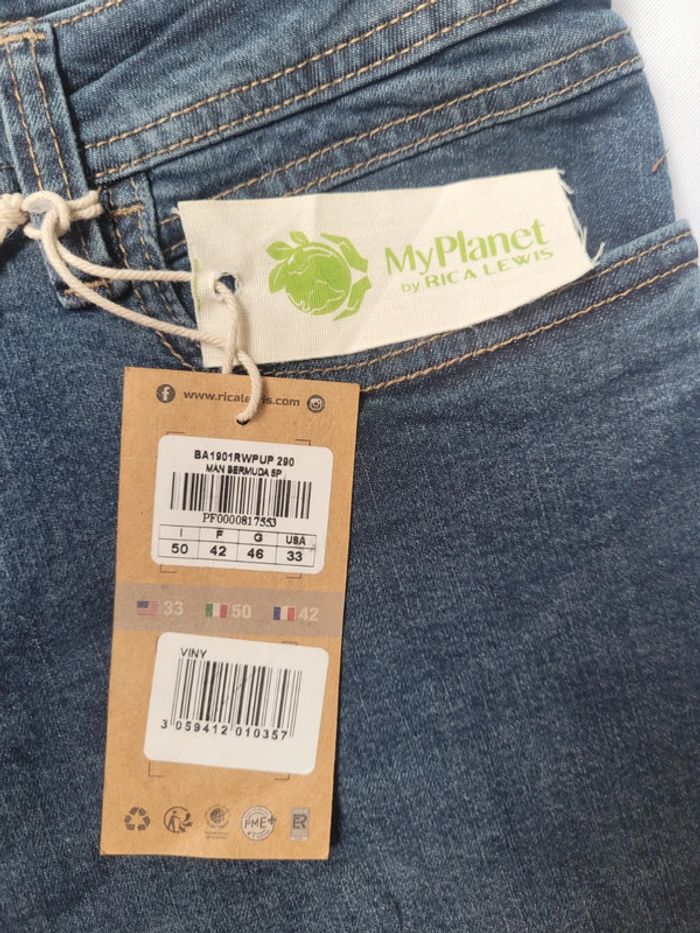 MyPlanet
by RICA LEWIS
www.ricalewis.com
BA1901RWPUP 290
MAN BERMUDA 5P
PF0000817553
I F G USA
50 42 46 33
33 50 42
VINY
3 059412 010357
PME+